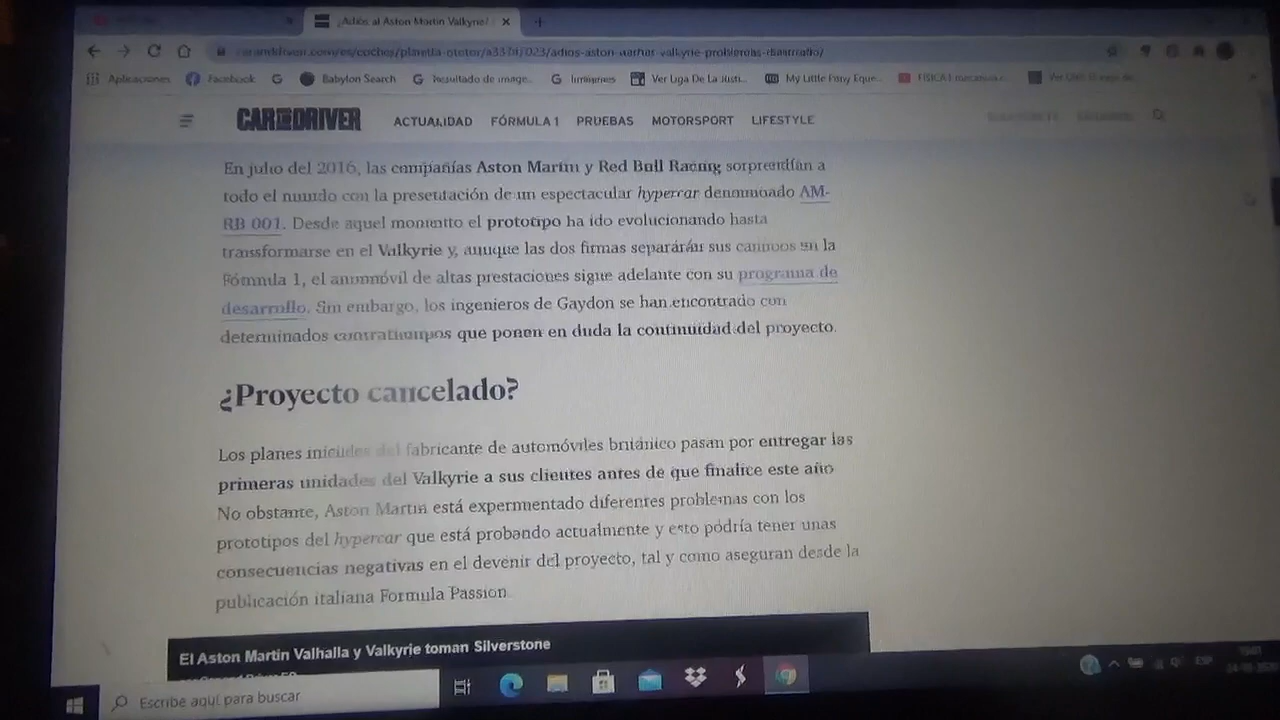 ¿Adiós al Aston Martin Valkyrie?
Aplicaciones Facebook G Babylon Search G Resultado de image... G Imágenes Ver Liga De La Justi... My Little Pony Eque...
CAR AND DRIVER ACTUALIDAD FÓRMULA 1 PRUEBAS MOTORSPORT LIFESTYLE
En julio del 2016, las compañías Aston Martin y Red Bull Racing sorprendían a
todo el mundo con la presentación de un espectacular hypercar denominado AM-
RB 001. Desde aquel momento el prototipo ha ido evolucionando hasta
transformarse en el Valkyrie y, aunque las dos firmas separarán sus caminos en la
Fórmula 1, el automóvil de altas prestaciones sigue adelante con su programa de
desarrollo. Sin embargo, los ingenieros de Gaydon se han encontrado con
determinados contratiempos que ponen en duda la continuidad del proyecto.
¿Proyecto cancelado?
Los planes iniciales del fabricante de automóviles británico pasan por entregar las
primeras unidades del Valkyrie a sus clientes antes de que finalice este año
No obstante, Aston Martin está experimentado diferentes problemas con los
prototipos del hypercar que está probando actualmente y esto podría tener unas
consecuencias negativas en el devenir del proyecto, tal y como aseguran desde la
publicación italiana Formula Passion
El Aston Martin Valhalla y Valkyrie toman Silverstone
Escribe aquí para buscar ESP